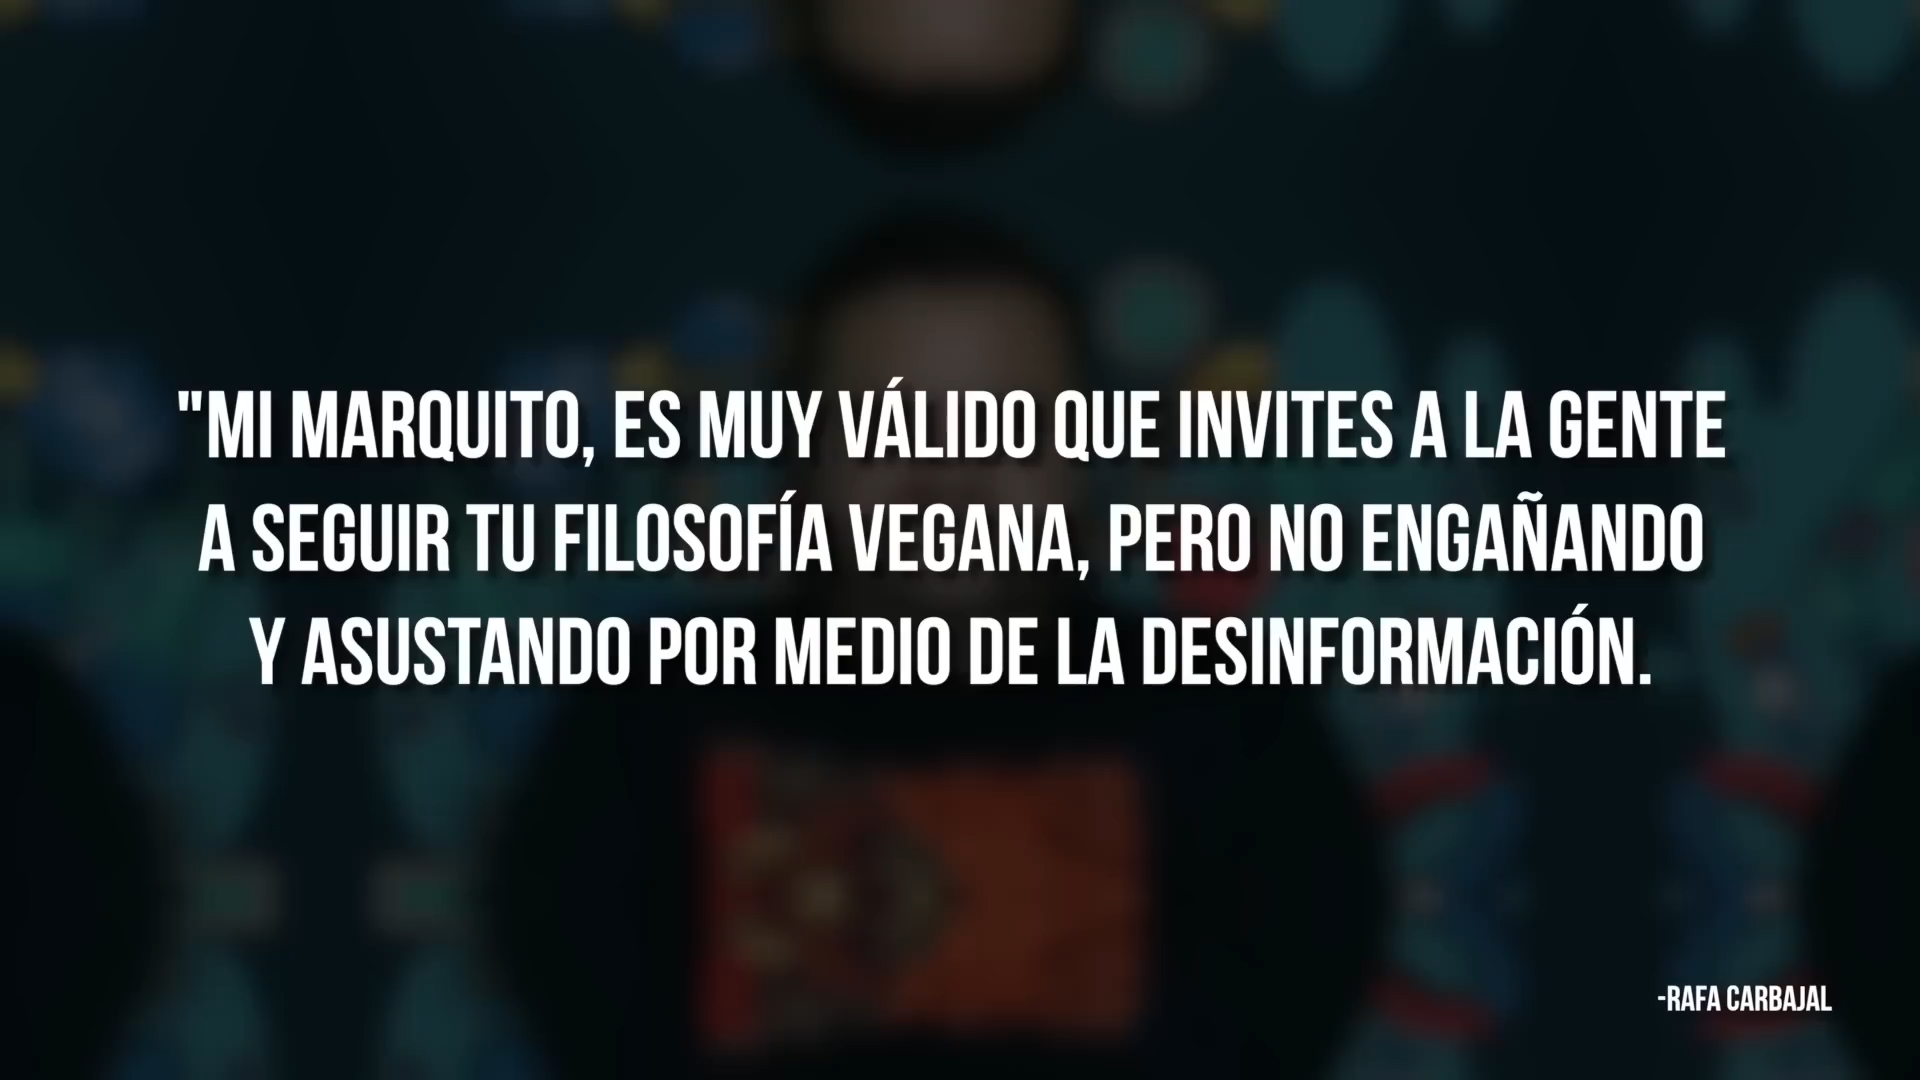 "MI MARQUITO, ES MUY VÁLIDO QUE INVITES A LA GENTE
A SEGUIR TU FILOSOFÍA VEGANA, PERO NO ENGAÑANDO
Y ASUSTANDO POR MEDIO DE LA DESINFORMACIÓN.
-RAFA CARBAJAL